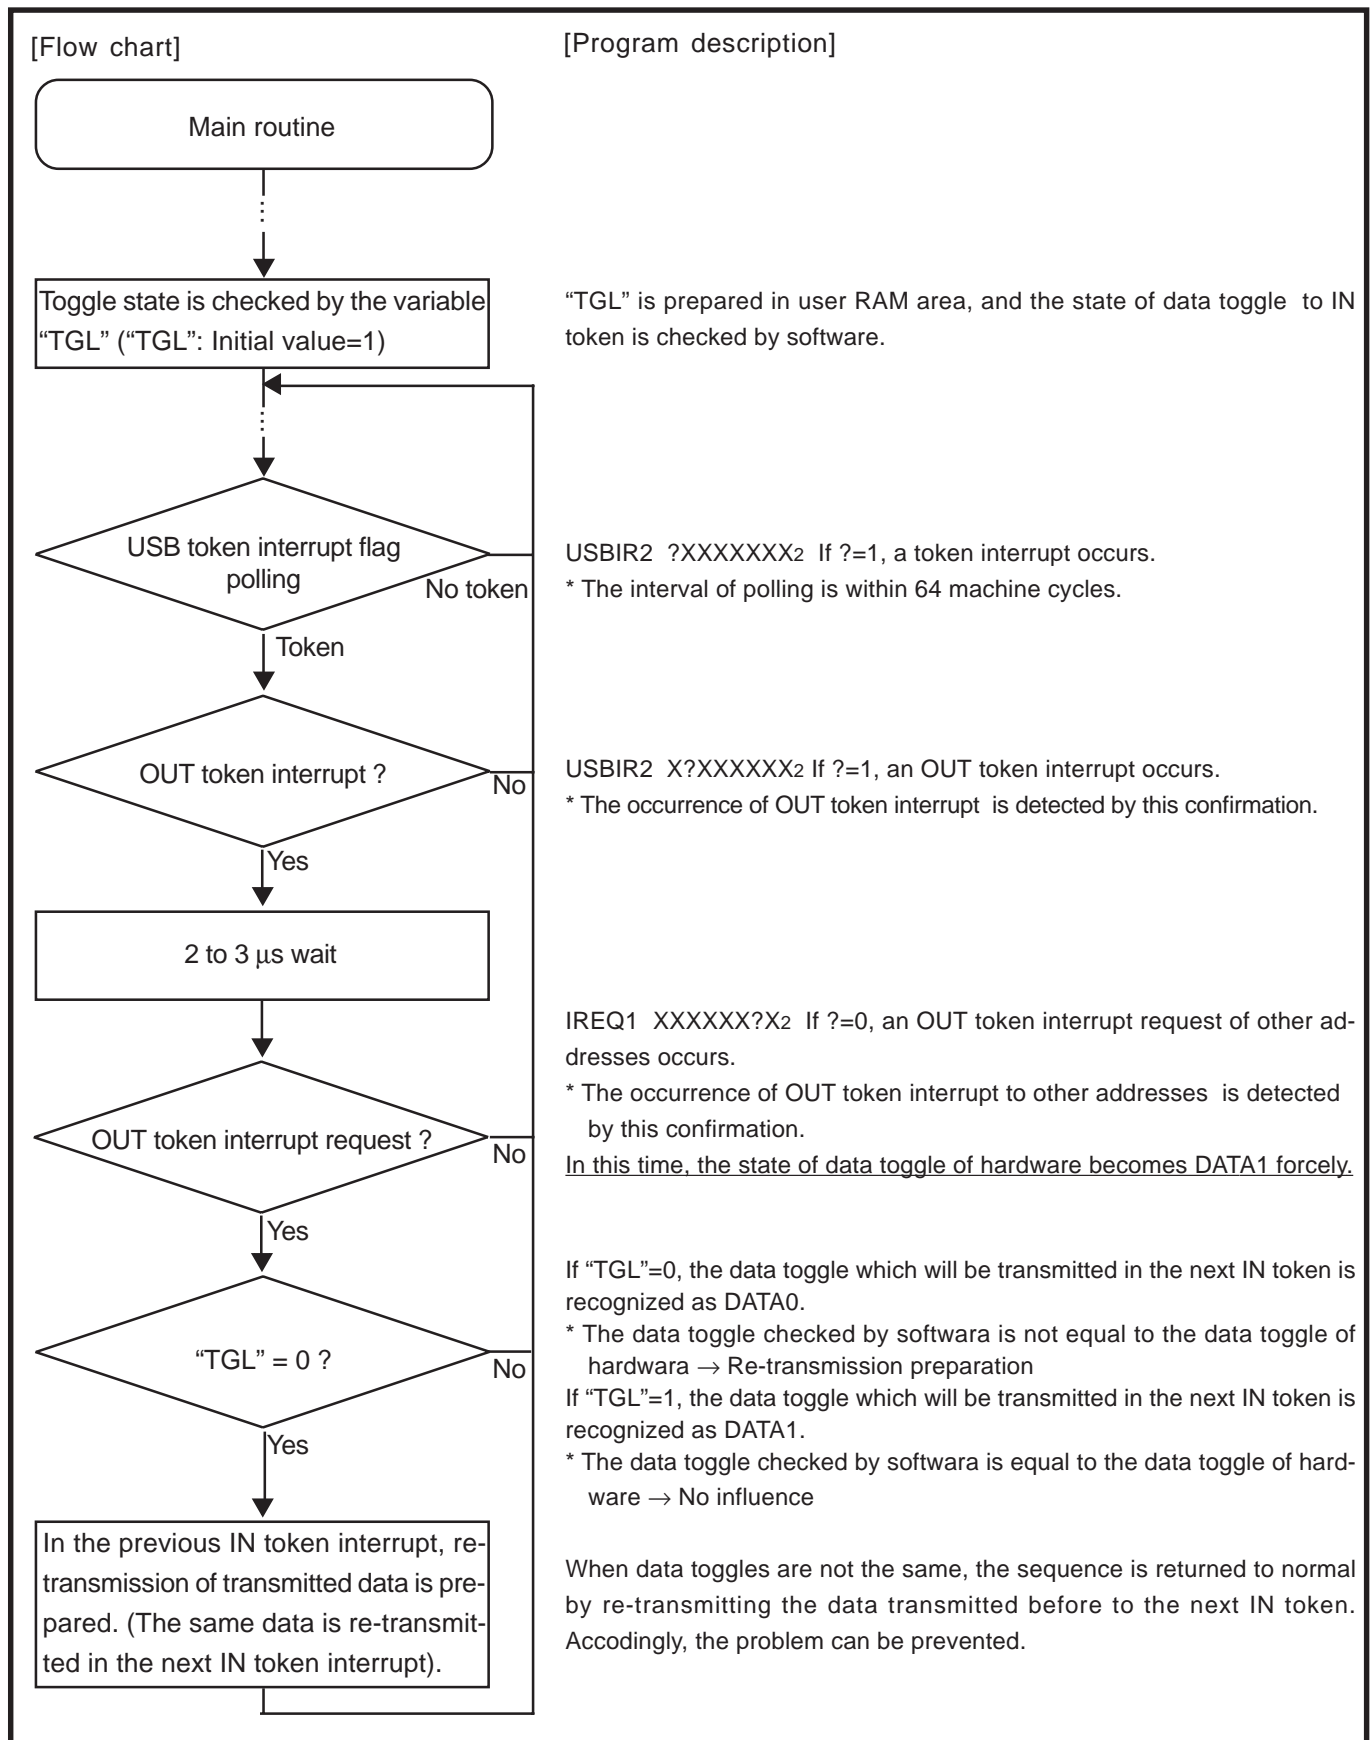 [Flow chart]
[Program description]
Main routine
Toggle state is checked by the variable
“TGL” (“TGL”: Initial value=1)
“TGL” is prepared in user RAM area, and the state of data toggle to IN
token is checked by software.
USB token interrupt flag
polling
No token
Token
USBIR2 ?XXXXXXX2 If ?=1, a token interrupt occurs.
* The interval of polling is within 64 machine cycles.
OUT token interrupt ?
No
Yes
USBIR2 X?XXXXXX2 If ?=1, an OUT token interrupt occurs.
* The occurrence of OUT token interrupt is detected by this confirmation.
2 to 3 µs wait
OUT token interrupt request ?
No
Yes
IREQ1 XXXXXX?X2 If ?=0, an OUT token interrupt request of other ad-
dresses occurs.
* The occurrence of OUT token interrupt to other addresses is detected
by this confirmation.
In this time, the state of data toggle of hardware becomes DATA1 forcely.
“TGL” = 0 ?
No
Yes
If “TGL”=0, the data toggle which will be transmitted in the next IN token is
recognized as DATA0.
* The data toggle checked by softwara is not equal to the data toggle of
hardwara → Re-transmission preparation
If “TGL”=1, the data toggle which will be transmitted in the next IN token is
recognized as DATA1.
* The data toggle checked by softwara is equal to the data toggle of hard-
ware → No influence
In the previous IN token interrupt, re-
transmission of transmitted data is pre-
pared. (The same data is re-transmit-
ted in the next IN token interrupt).
When data toggles are not the same, the sequence is returned to normal
by re-transmitting the data transmitted before to the next IN token.
Accodingly, the problem can be prevented.